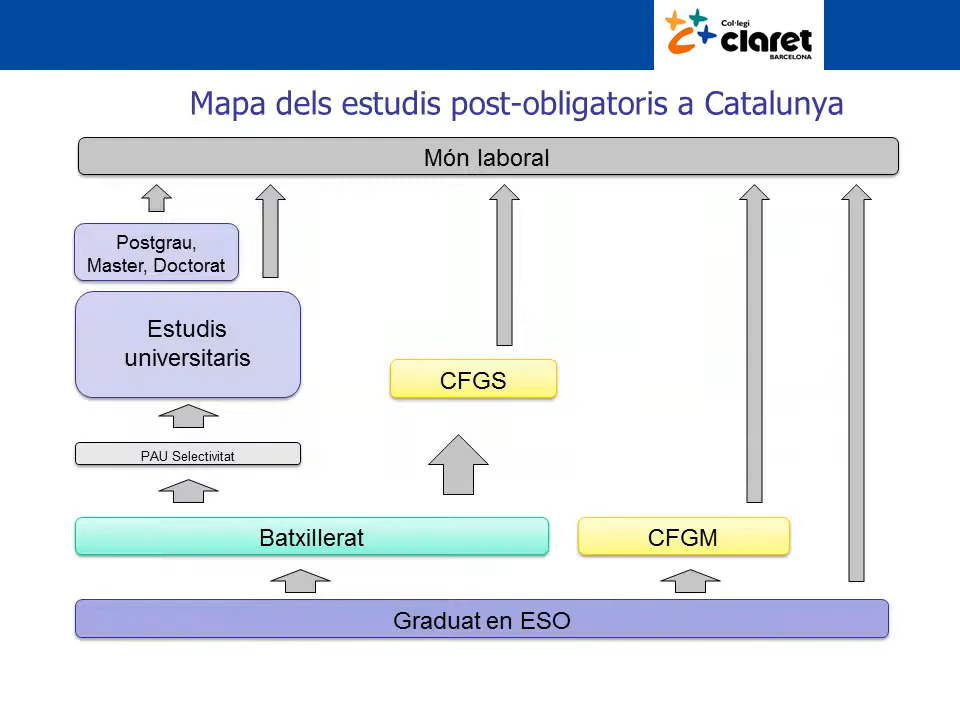 Col·legi
claret
BARCELONA
Mapa dels estudis post-obligatoris a Catalunya
Món laboral
Postgrau,
Master, Doctorat
Estudis
universitaris
CFGS
PAU Selectivitat
Batxillerat
CFGM
Graduat en ESO